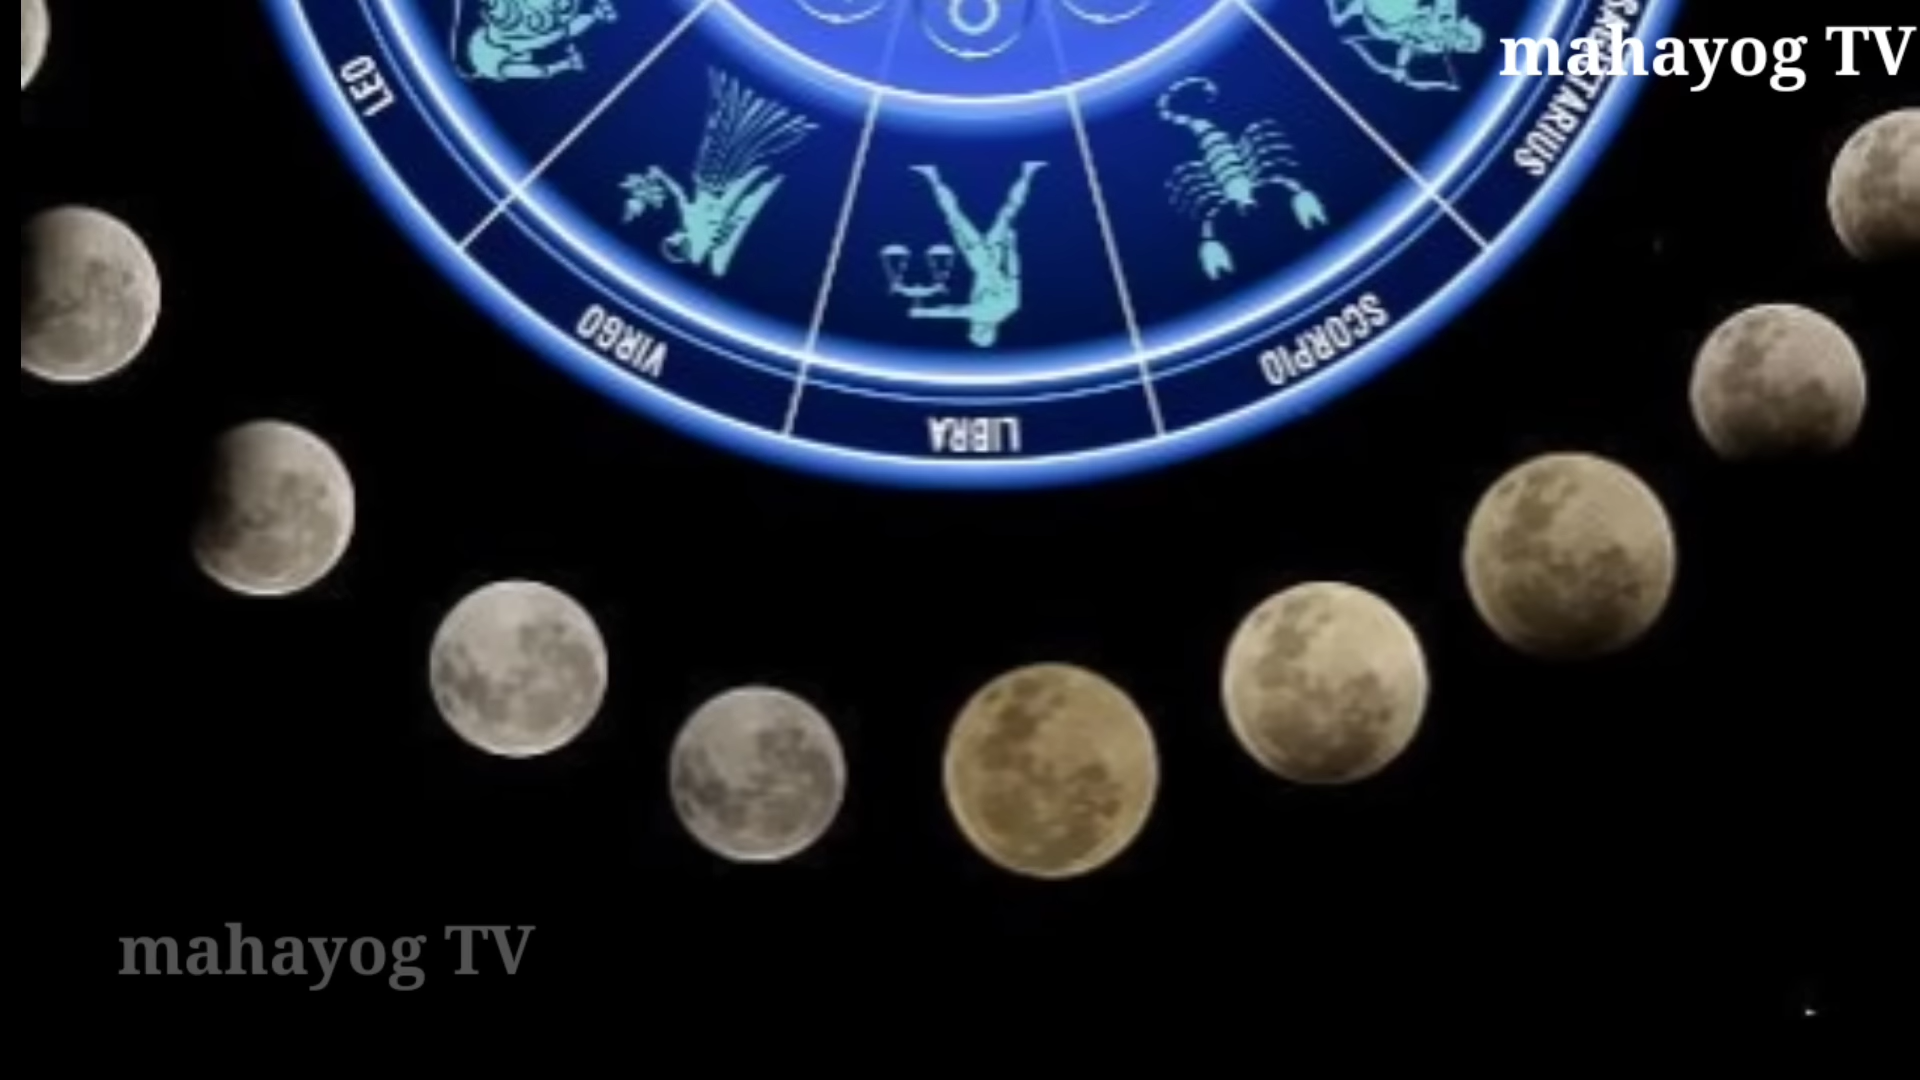 mahayog TV
LEO
SAGITTARIUS
VIRGO
SCORPIO
LIBRA
mahayog TV